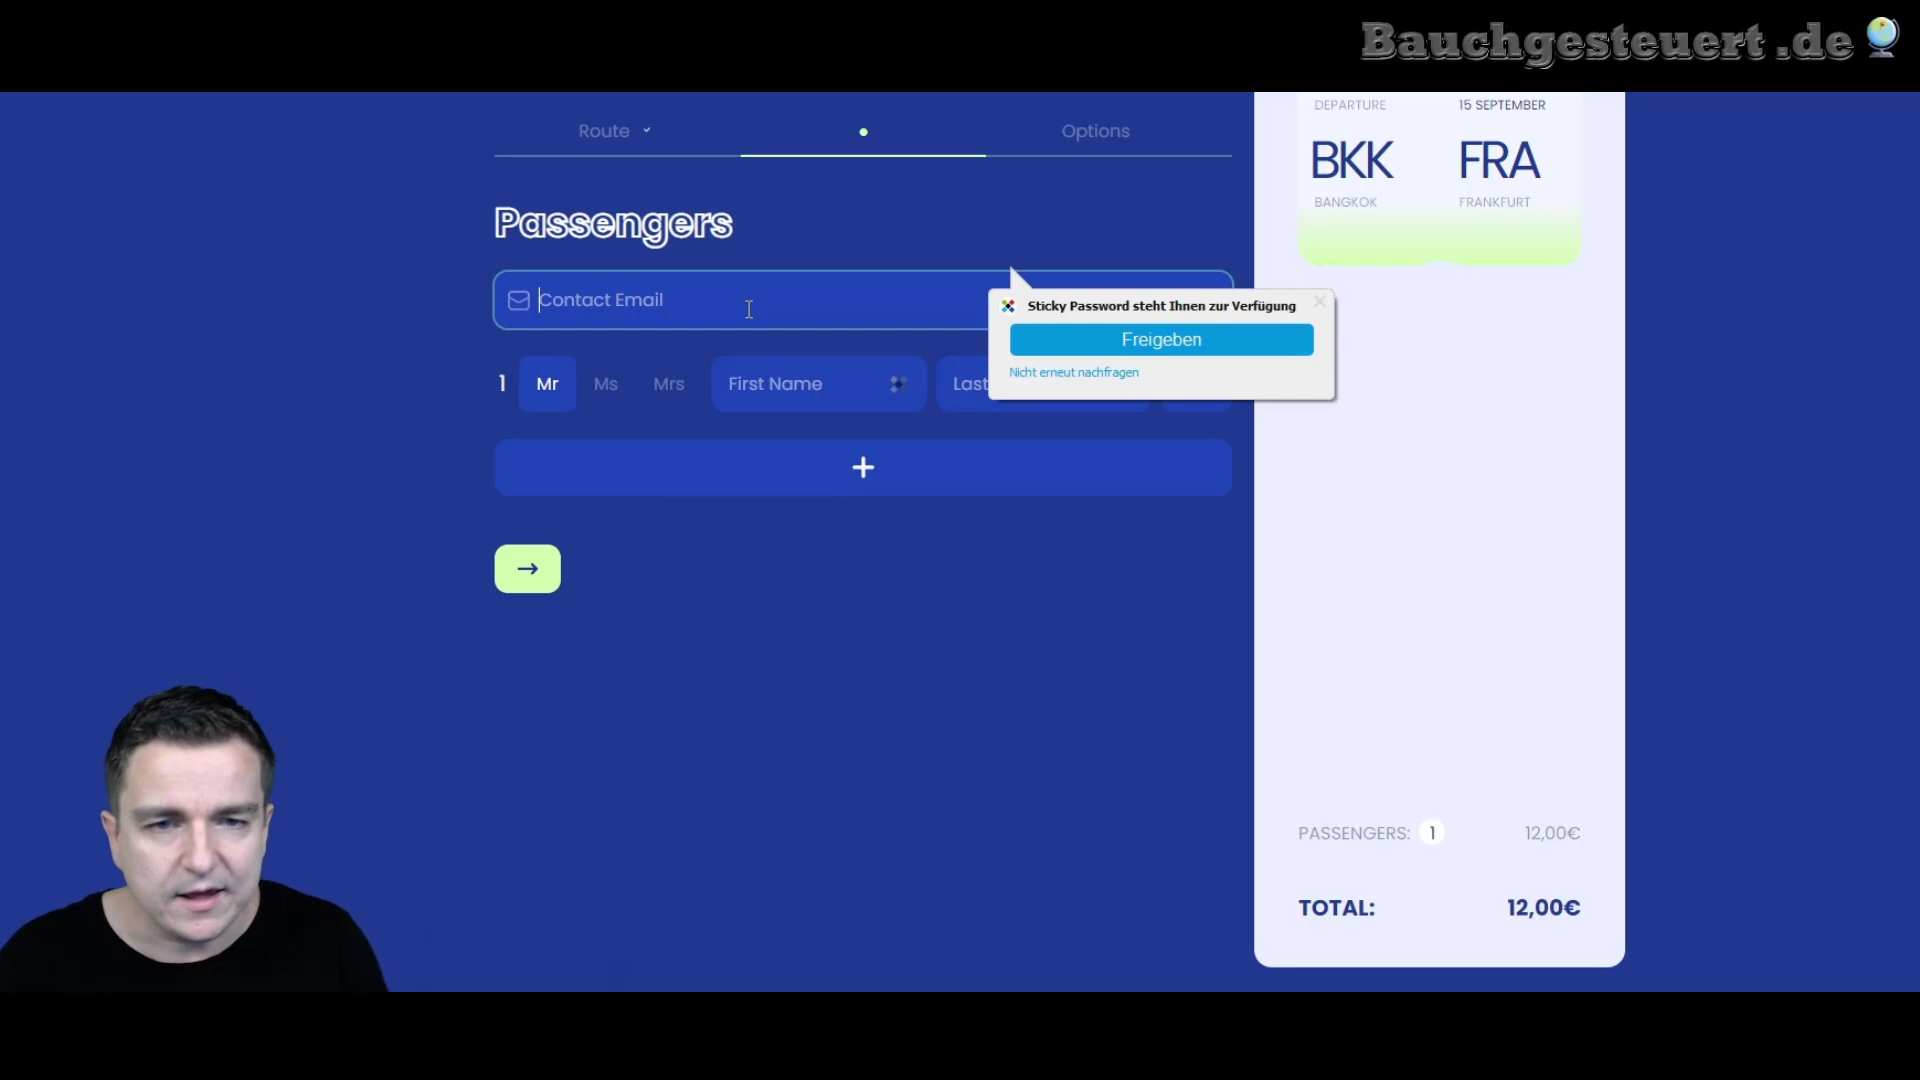 Bauchgesteuert .de
Route
Options
Passengers
Contact Email
1
Mr
Ms
Mrs
First Name
Last
+
Sticky Password steht Ihnen zur Verfügung
Freigeben
Nicht erneut nachfragen
DEPARTURE
15 SEPTEMBER
BKK
FRA
BANGKOK
FRANKFURT
PASSENGERS: 1 12,00€
TOTAL: 12,00€